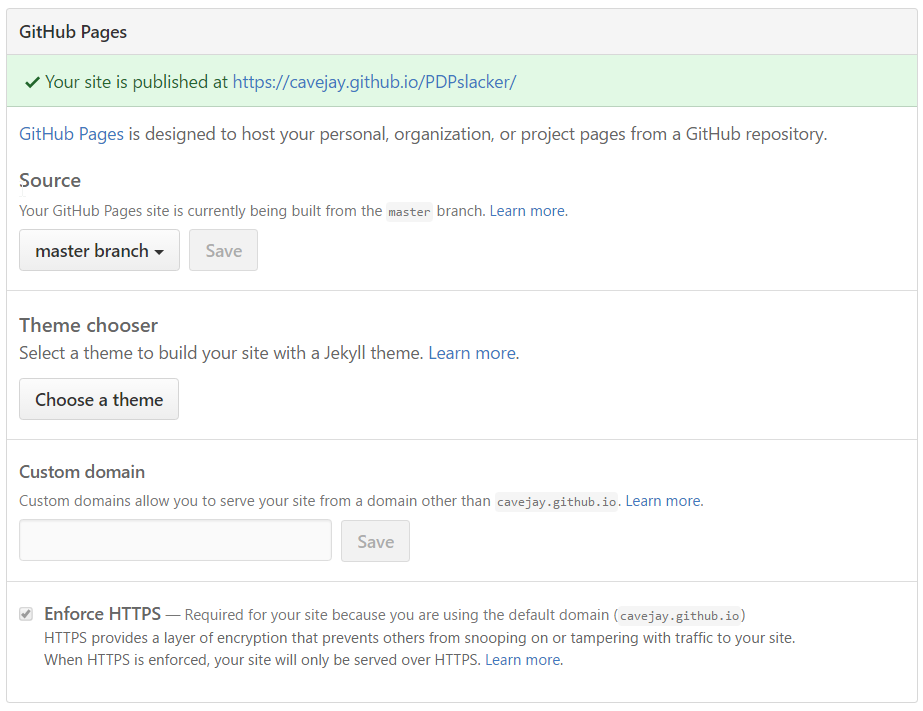 GitHub Pages
Your site is published at https://cavejay.github.io/PDPslacker/
GitHub Pages is designed to host your personal, organization, or project pages from a GitHub repository.
Source
Your GitHub Pages site is currently being built from the master branch. Learn more.
master branch Save
Theme chooser
Select a theme to build your site with a Jekyll theme. Learn more.
Choose a theme
Custom domain
Custom domains allow you to serve your site from a domain other than cavejay.github.io. Learn more.
Save
Enforce HTTPS — Required for your site because you are using the default domain (cavejay.github.io)
HTTPS provides a layer of encryption that prevents others from snooping on or tampering with traffic to your site.
When HTTPS is enforced, your site will only be served over HTTPS. Learn more.